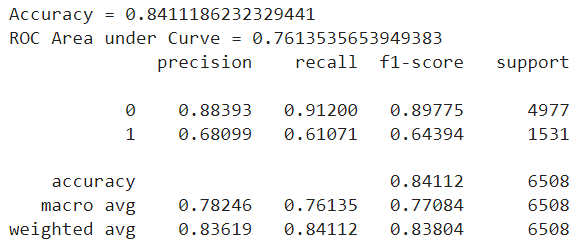 Accuracy = 0.8411186232329441
ROC Area under Curve = 0.7613535653949383
precision recall f1-score support
0 0.88393 0.91200 0.89775 4977
1 0.68099 0.61071 0.64394 1531
accuracy 0.84112 6508
macro avg 0.78246 0.76135 0.77084 6508
weighted avg 0.83619 0.84112 0.83804 6508